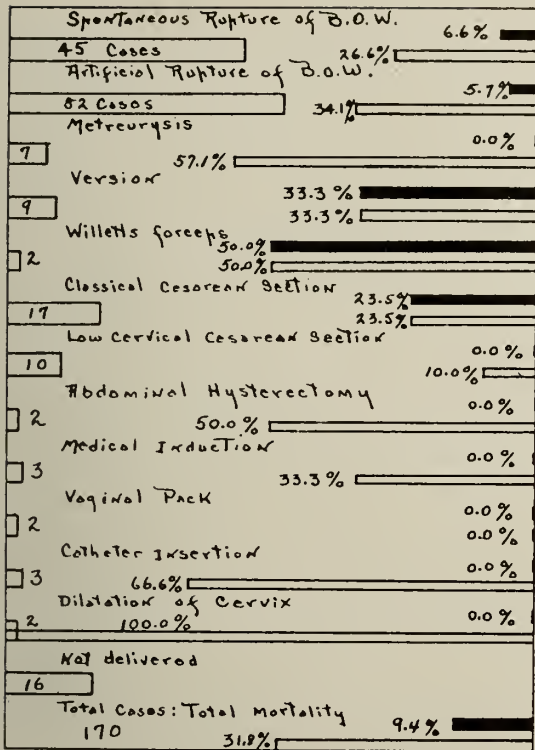 Spontaneous Rupture of B.O.W.
6.6%
45 Cases
26.6%
Artificial Rupture of B.O.W.
5.7
82 Cases
34.1%
Metreurysis
0.0%
7
57.1%
Version
33.3%
9
33.3%
Willetts forceps
50.0%
2
50.0%
Classical Cesarean Section
23.5%
17
23.5%
Low Cervical Cesarean Section
0.0%
10
10.0%
Abdominal Hysterectomy
0.0%
2
50.0%
Medical Induction
0.0%
3
33.3%
Vaginal Pack
0.0%
2
0.0%
Catheter Insertion
0.0%
3
66.6%
Dilatation of Cervix
0.0%
2
100.0%
Not delivered
16
Total Cases: Total Mortality
9.4%
170
31.8%